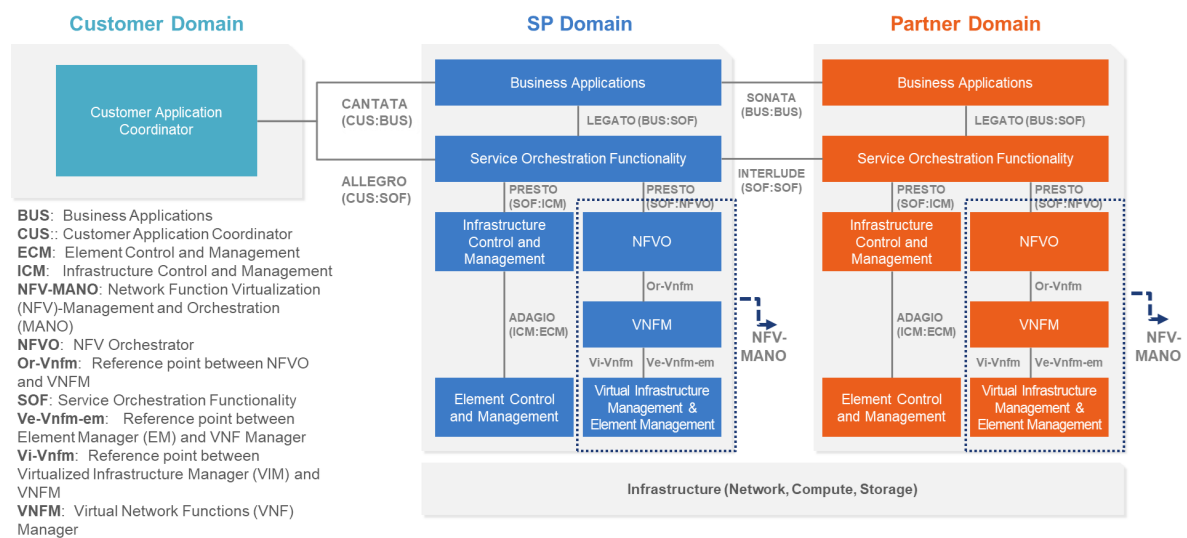 Customer Domain
SP Domain
Partner Domain
Customer Application
Coordinator
CANTATA
(CUS:BUS)
ALLEGRO
(CUS:SOF)
Business Applications
LEGATO (BUS:SOF)
Service Orchestration Functionality
PRESTO
(SOF:ICM)
PRESTO
(SOF:NFVO)
Infrastructure
Control and
Management
NFVO
Or-Vnfm
ADAGIO
(ICM:ECM)
VNFM
Vi-Vnfm
Ve-Vnfm-em
Element Control
and Management
Virtual Infrastructure
Management &
Element Management
NFV-
MANO
SONATA
(BUS:BUS)
INTERLUDE
(SOF:SOF)
Business Applications
LEGATO (BUS:SOF)
Service Orchestration Functionality
PRESTO
(SOF:ICM)
PRESTO
(SOF:NFVO)
Infrastructure
Control and
Management
NFVO
Or-Vnfm
ADAGIO
(ICM:ECM)
VNFM
Vi-Vnfm
Ve-Vnfm-em
Element Control
and Management
Virtual Infrastructure
Management &
Element Management
NFV-
MANO
Infrastructure (Network, Compute, Storage)
BUS: Business Applications
CUS:: Customer Application Coordinator
ECM: Element Control and Management
ICM: Infrastructure Control and Management
NFV-MANO: Network Function Virtualization
(NFV)-Management and Orchestration
(MANO)
NFVO: NFV Orchestrator
Or-Vnfm: Reference point between NFVO
and VNFM
SOF: Service Orchestration Functionality
Ve-Vnfm-em: Reference point between
Element Manager (EM) and VNF Manager
Vi-Vnfm: Reference point between
Virtualized Infrastructure Manager (VIM) and
VNFM
VNFM: Virtual Network Functions (VNF)
Manager